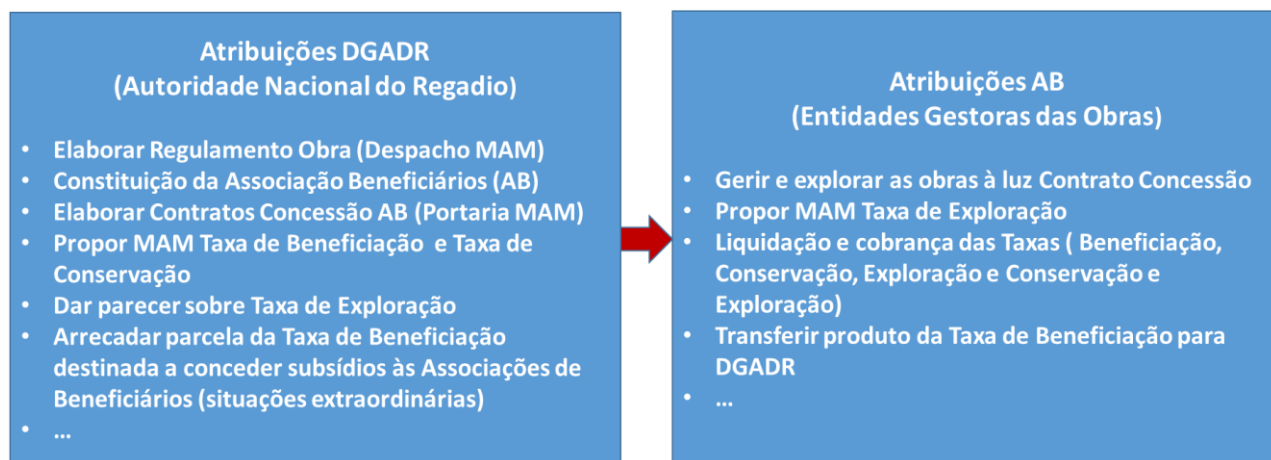 Atribuições DGADR
(Autoridade Nacional do Regadio)
• Elaborar Regulamento Obra (Despacho MAM)
• Constituição da Associação Beneficiários (AB)
• Elaborar Contratos Concessão AB (Portaria MAM)
• Propor MAM Taxa de Beneficiação e Taxa de
Conservação
• Dar parecer sobre Taxa de Exploração
• Arrecadar parcela da Taxa de Beneficiação
destinada a conceder subsídios às Associações de
Beneficiários (situações extraordinárias)
• ...
Atribuições AB
(Entidades Gestoras das Obras)
• Gerir e explorar as obras à luz Contrato Concessão
• Propor MAM Taxa de Exploração
• Liquidação e cobrança das Taxas ( Beneficiação,
Conservação, Exploração e Conservação e
Exploração)
• Transferir produto da Taxa de Beneficiação para
DGADR
• ...